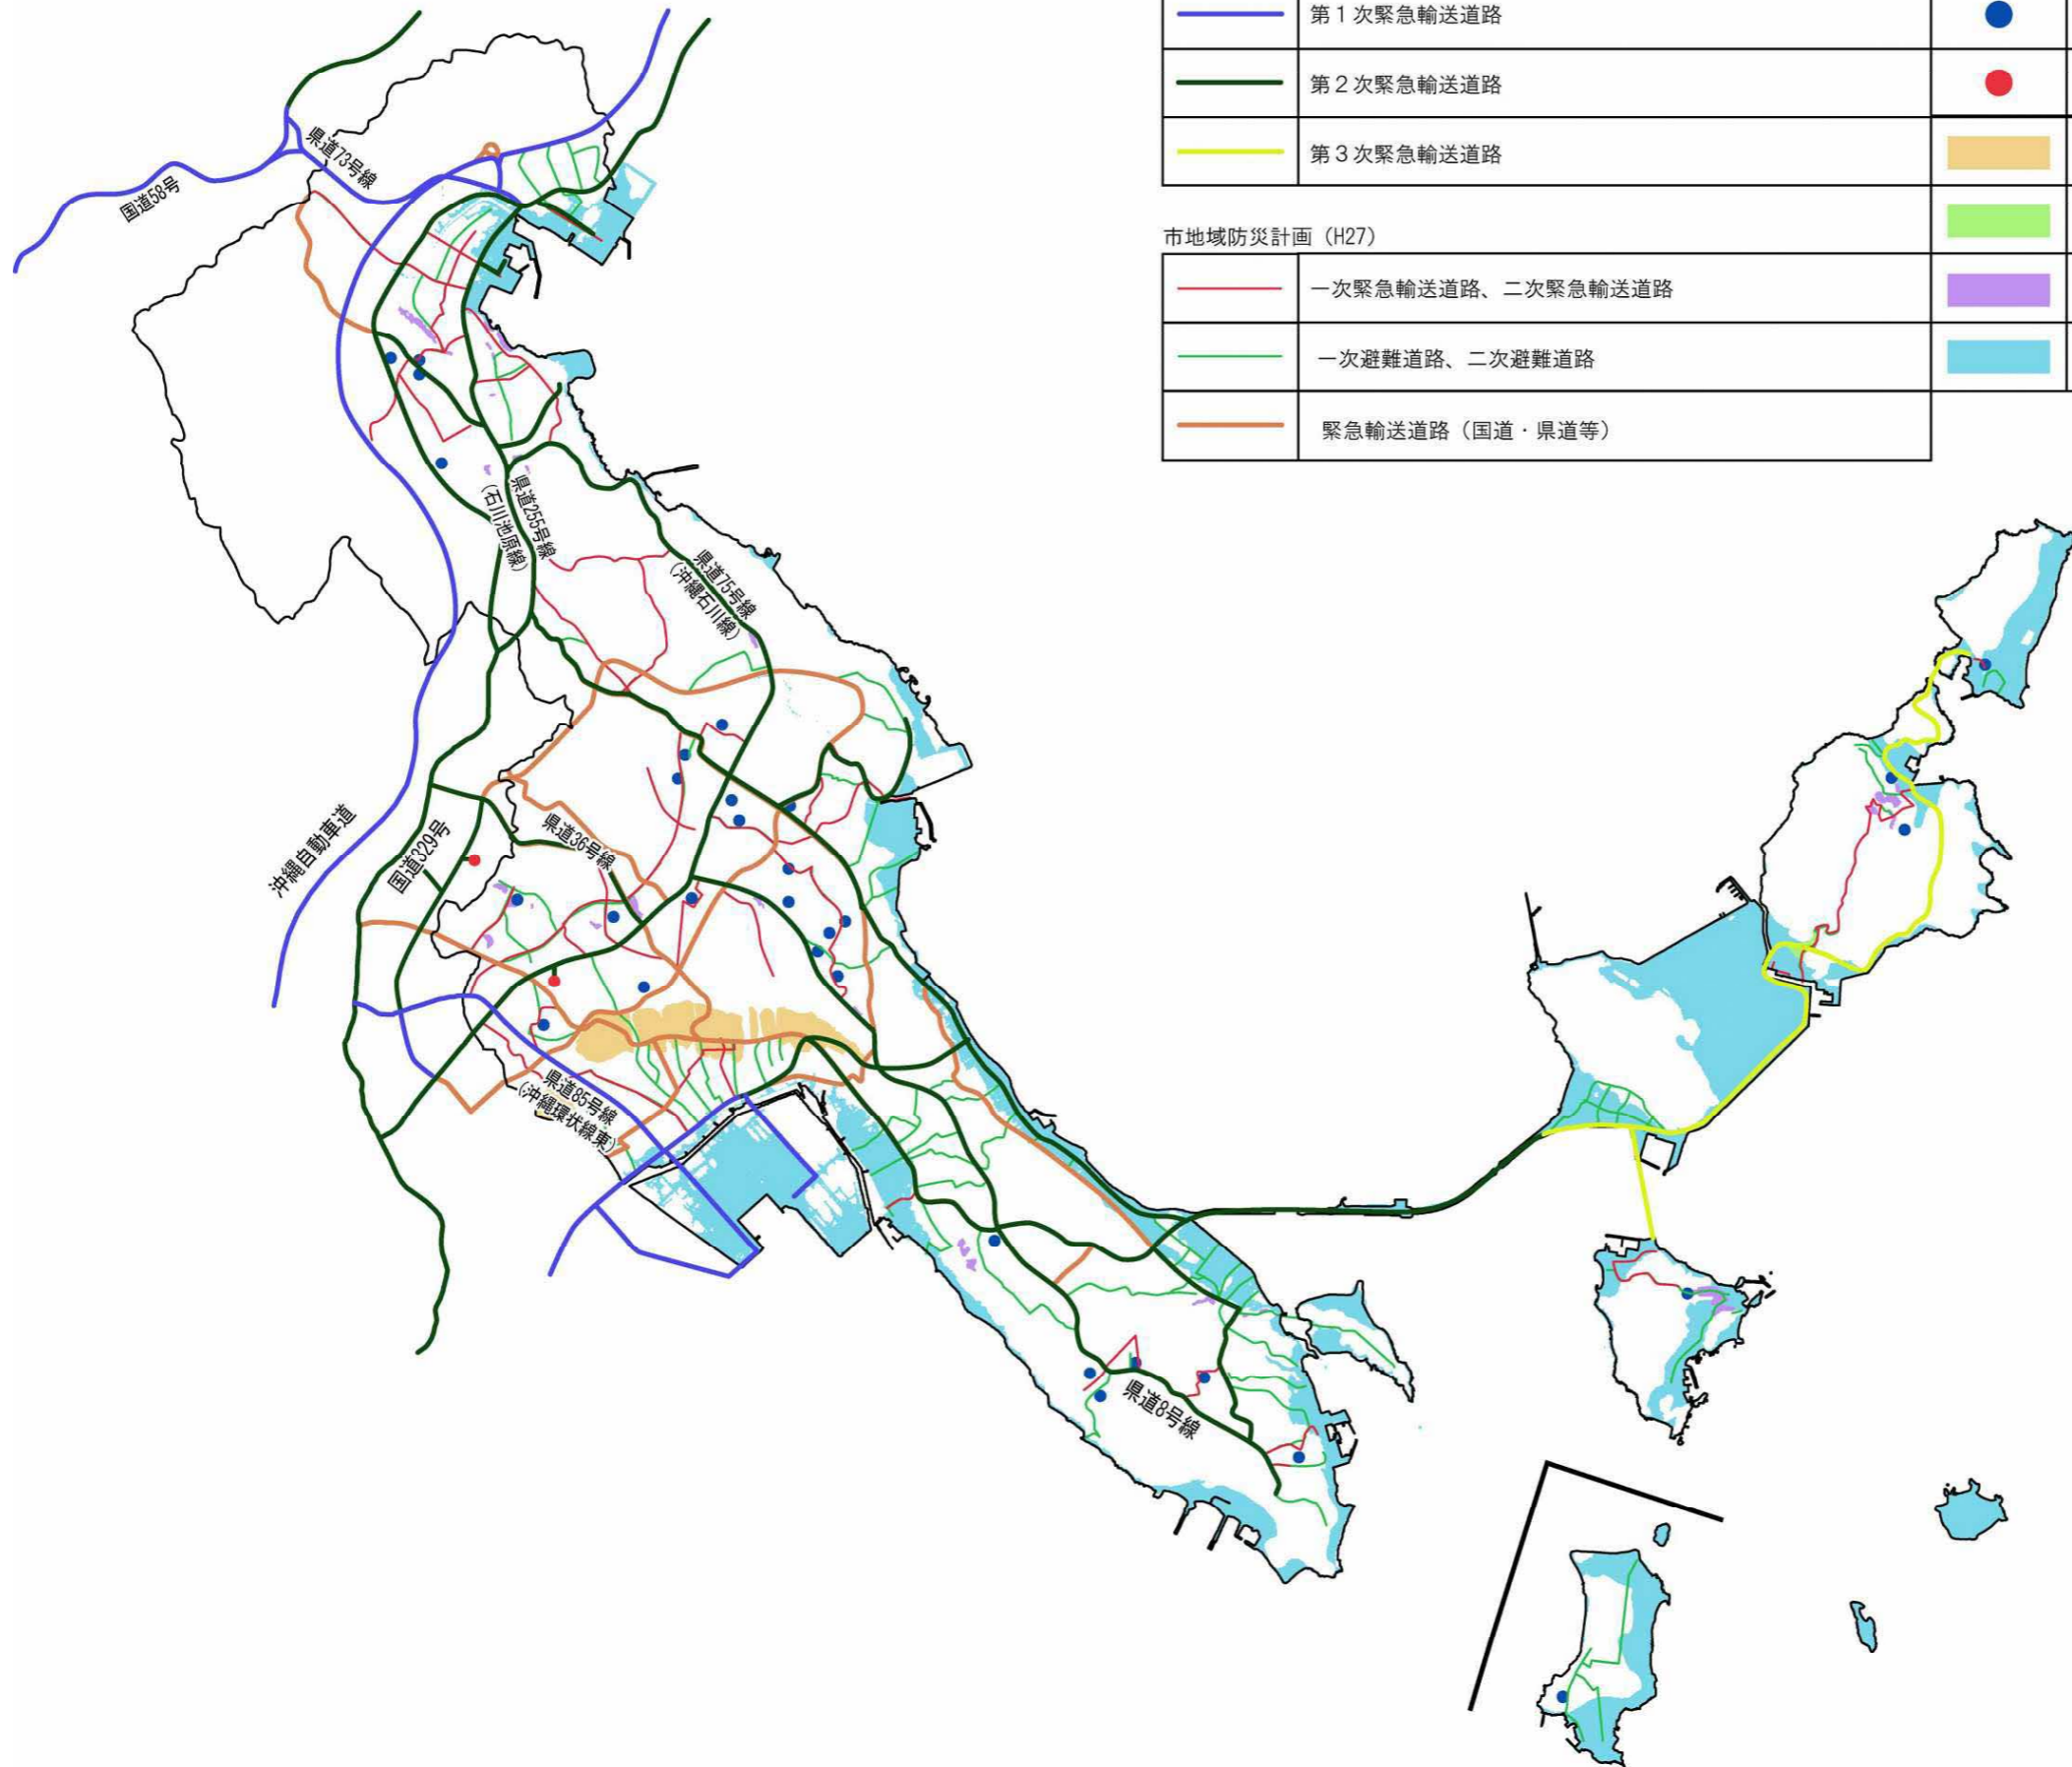 第1次緊急輸送道路
第2次緊急輸送道路
第3次緊急輸送道路
市地域防災計画（H27）
一次緊急輸送道路、二次緊急輸送道路
一次避難道路、二次避難道路
緊急輸送道路（国道・県道等）
県道73号線
国道58号
県道255号線
（石川池原線）
県道75号線
（沖縄石川線）
沖縄自動車道
国道329号
県道36号線
県道85号線
（沖縄環状線東）
県道8号線